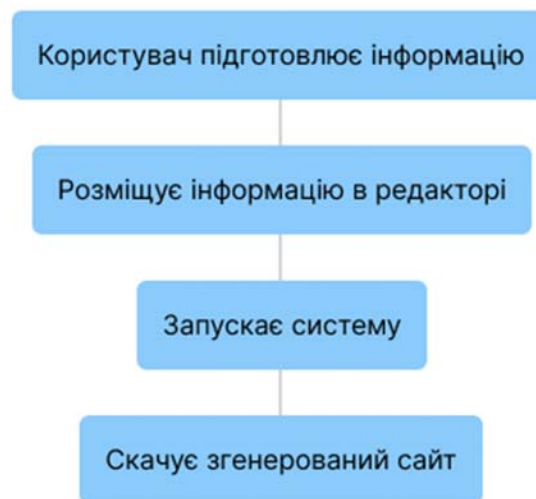 Користувач підготовлює інформацію
Розміщує інформацію в редакторі
Запускає систему
Скачує згенерований сайт